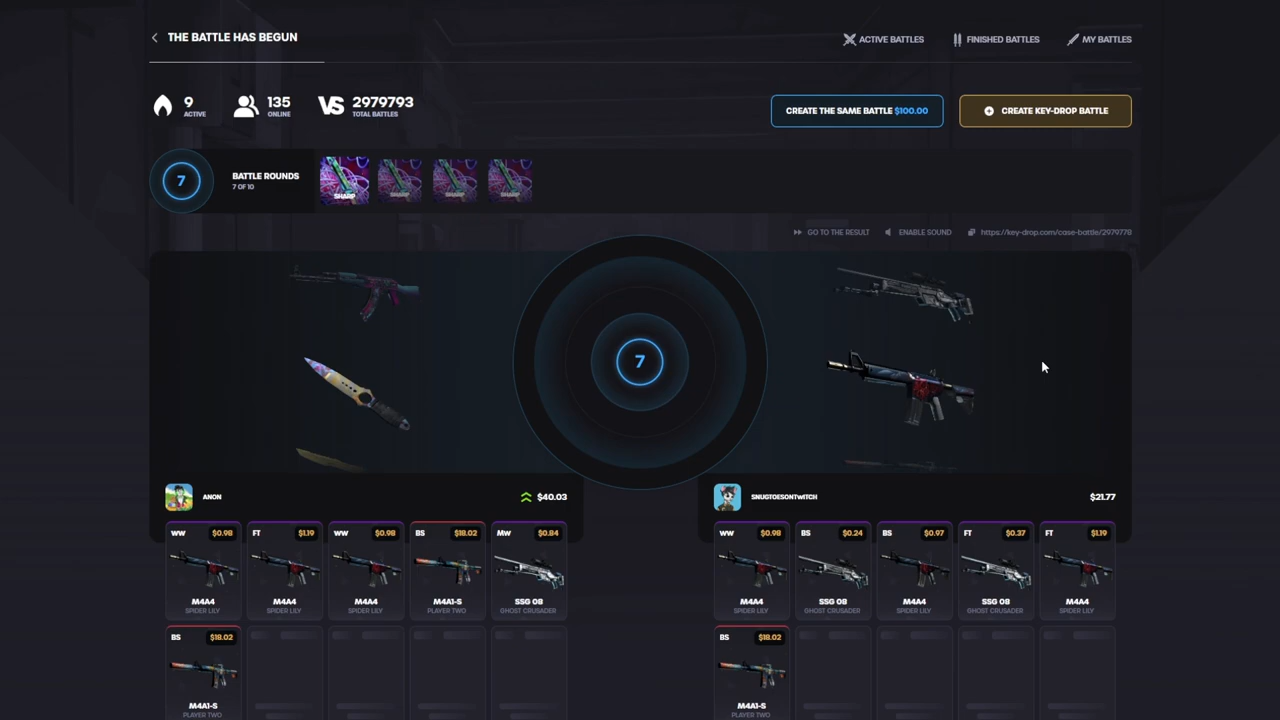 THE BATTLE HAS BEGUN
ACTIVE BATTLES
FINISHED BATTLES
MY BATTLES
9
ACTIVE
135
ONLINE
VS
2979793
TOTAL BATTLES
CREATE THE SAME BATTLE $100.00
CREATE KEY-DROP BATTLE
7
BATTLE ROUNDS
7 OF 10
SHARP
SHARP
SHARP
SHARP
GO TO THE RESULT
ENABLE SOUND
https://key-drop.com/case-battle/2979778
7
ANON
$40.03
SNUGTOESONTWITCH
$21.77
WW $0.98
FT $1.19
WW $0.98
BS $18.02
MW $0.84
WW $0.98
BS $0.24
BS $0.97
FT $0.37
FT $1.19
M4A4
M4A4
M4A4
M4A1-S
SSG 08
M4A4
SSG 08
M4A4
SSG 08
M4A4
SPIDER LILY
SPIDER LILY
SPIDER LILY
PLAYER TWO
GHOST CRUSADER
SPIDER LILY
GHOST CRUSADER
SPIDER LILY
GHOST CRUSADER
SPIDER LILY
BS $18.02
BS $18.02
M4A1-S
M4A1-S
PLAYER TWO
PLAYER TWO